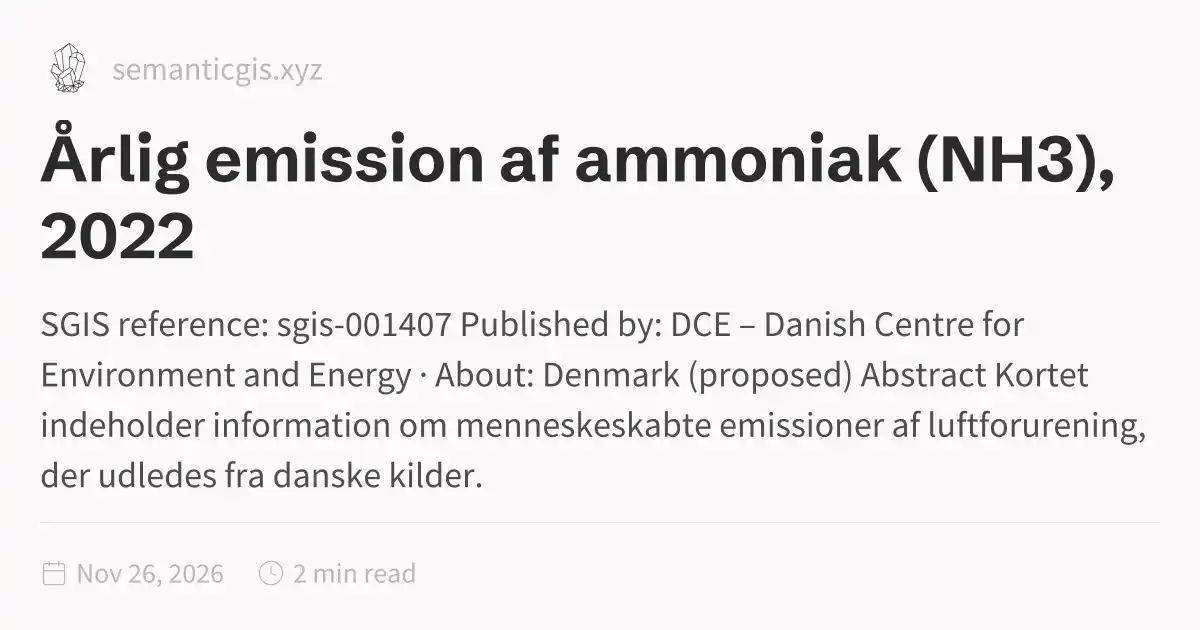 semanticgis.xyz
Årlig emission af ammoniak (NH3),
2022
SGIS reference: sgis-001407 Published by: DCE – Danish Centre for
Environment and Energy · About: Denmark (proposed) Abstract Kortet
indeholder information om menneskeskabte emissioner af luftforurening,
der udledes fra danske kilder.
Nov 26, 2026 2 min read